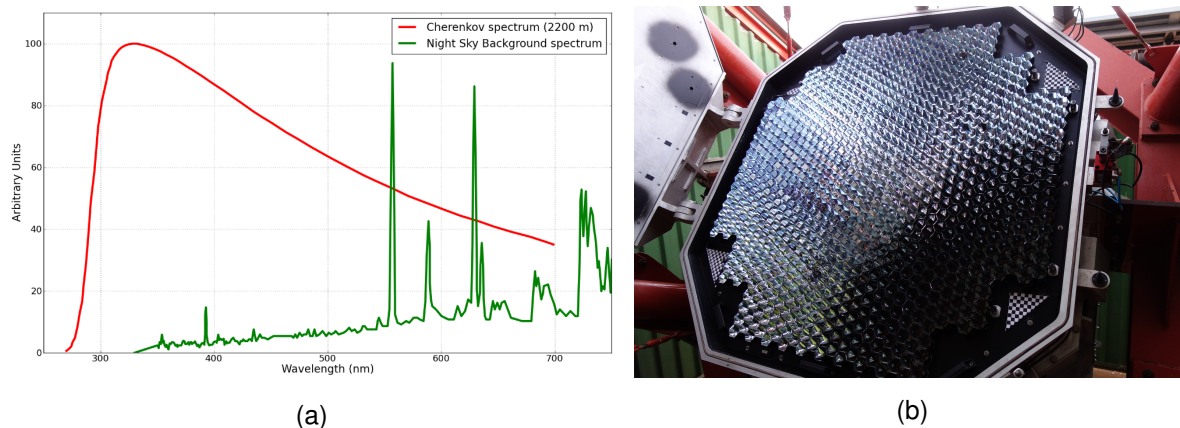 Cherenkov spectrum (2200 m)
Night Sky Background spectrum
100
80
60
40
20
0
Arbitrary Units
300
400
500
600
700
Wavelength (nm)
(a)
(b)